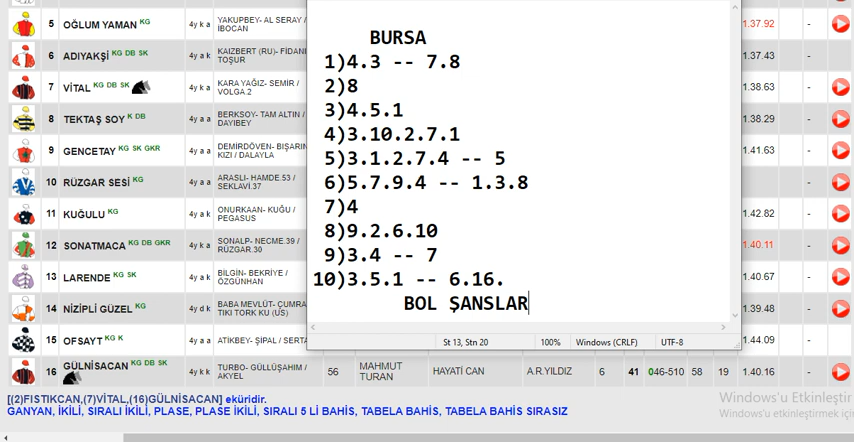 5 OĞLUM YAMAN KG 4y k a YAKUPBEY- AL SERAY / İBOCAN 1.37.92 -
6 ADIYAKŞİ KG DB SK 4y k a KAIZBERT (RU)- FİDANI TOŞUR 1.37.43 -
7 VİTAL KG DB SK 4y k a KARA YAĞIZ- SEMİR / VOLGA 2 1.38.63 -
8 TEKTAŞ SOY K DB 4y a a BERKSOY- TAM ALTIN / DAYIBEY 1.38.29 -
9 GENCETAY KG SK GKR 4y a a DEMİRDÖVEN- BIŞARIN KIZI / DALAYLA 1.41.63 -
10 RÜZGAR SESİ KG 4y a a ARASLI- HAMDE.53 / SEKLAVİ.37 -
11 KUĞULU KG 4y a k ONURKAAN- KUĞU / PEGASUS 1.42.82 -
12 SONATMACA KG DB GKR 4y k a SONALP- NECME.39 / RÜZGAR.30 1.40.11 -
13 LARENDE KG SK 4y a k BİLGİN- BEKRİYE / ÖZGÜNHAN 1.40.67 -
14 NİZİPLİ GÜZEL KG 4y d k BABA MEVLÜT- ÇUMRA TIKI TORK KU (US) 1.39.48 -
15 OFSAYT KG K 4y a a ATİKBEY- ŞİPAL / SERTA 1.44.09 -
16 GÜLNİSACAN KG DB SK 4y k k TURBO- GÜLLÜŞAHIM / AKYEL 56 MAHMUT TURAN HAYATİ CAN A.R.YILDIZ 6 41 046-510 58 19 1.40.16 -
[(2)FISTIKCAN,(7)VİTAL,(16)GÜLNİSACAN] eküridir.
GANYAN, İKİLİ, SIRALI İKİLİ, PLASE, PLASE İKİLİ, SIRALI 5 Lİ BAHİS, TABELA BAHİS, TABELA BAHİS SIRASIZ
BURSA
1)4.3 -- 7.8
2)8
3)4.5.1
4)3.10.2.7.1
5)3.1.2.7.4 -- 5
6)5.7.9.4 -- 1.3.8
7)4
8)9.2.6.10
9)3.4 -- 7
10)3.5.1 -- 6.16.
BOL ŞANSLAR
St 13, Stn 20 100% Windows (CRLF) UTF-8
Windows'u Etkinleştir
Windows'u etkinleştirmek için